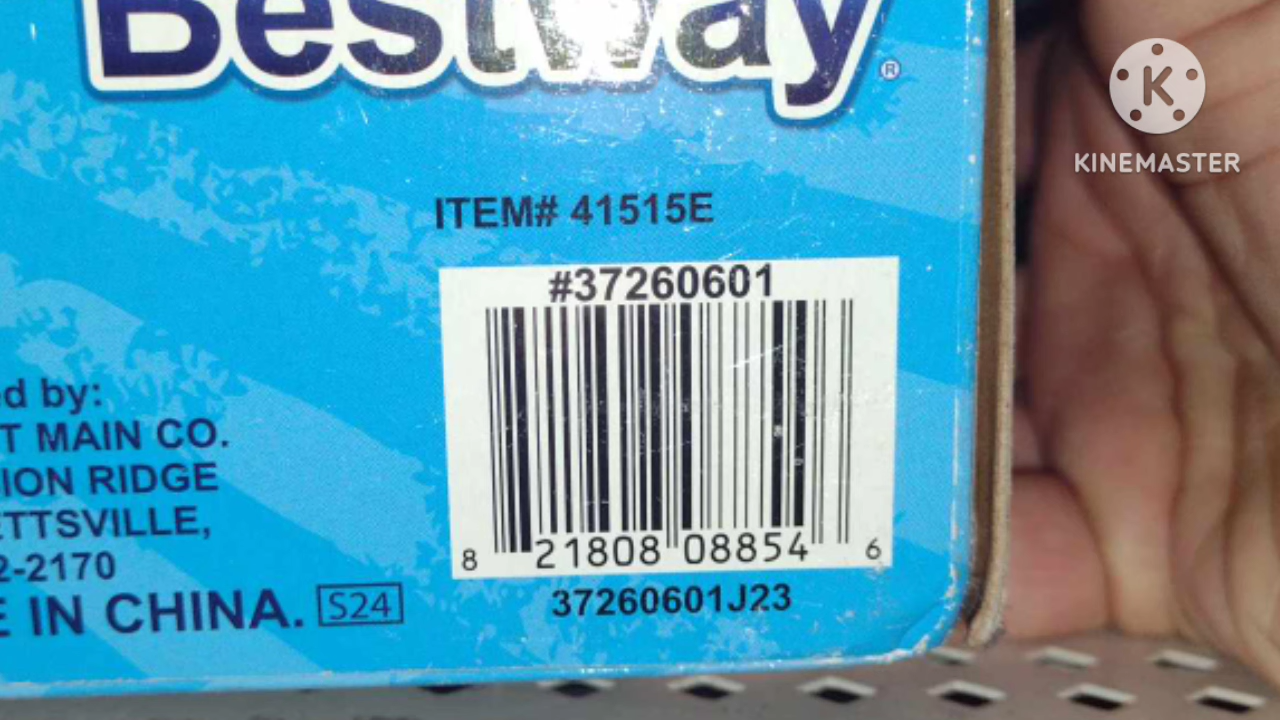 Bestway®
KINEMASTER
ITEM# 41515E
#37260601
8 21808 08854 6
37260601J23
d by:
T MAIN CO.
ION RIDGE
ETTSVILLE,
2-2170
E IN CHINA. S24